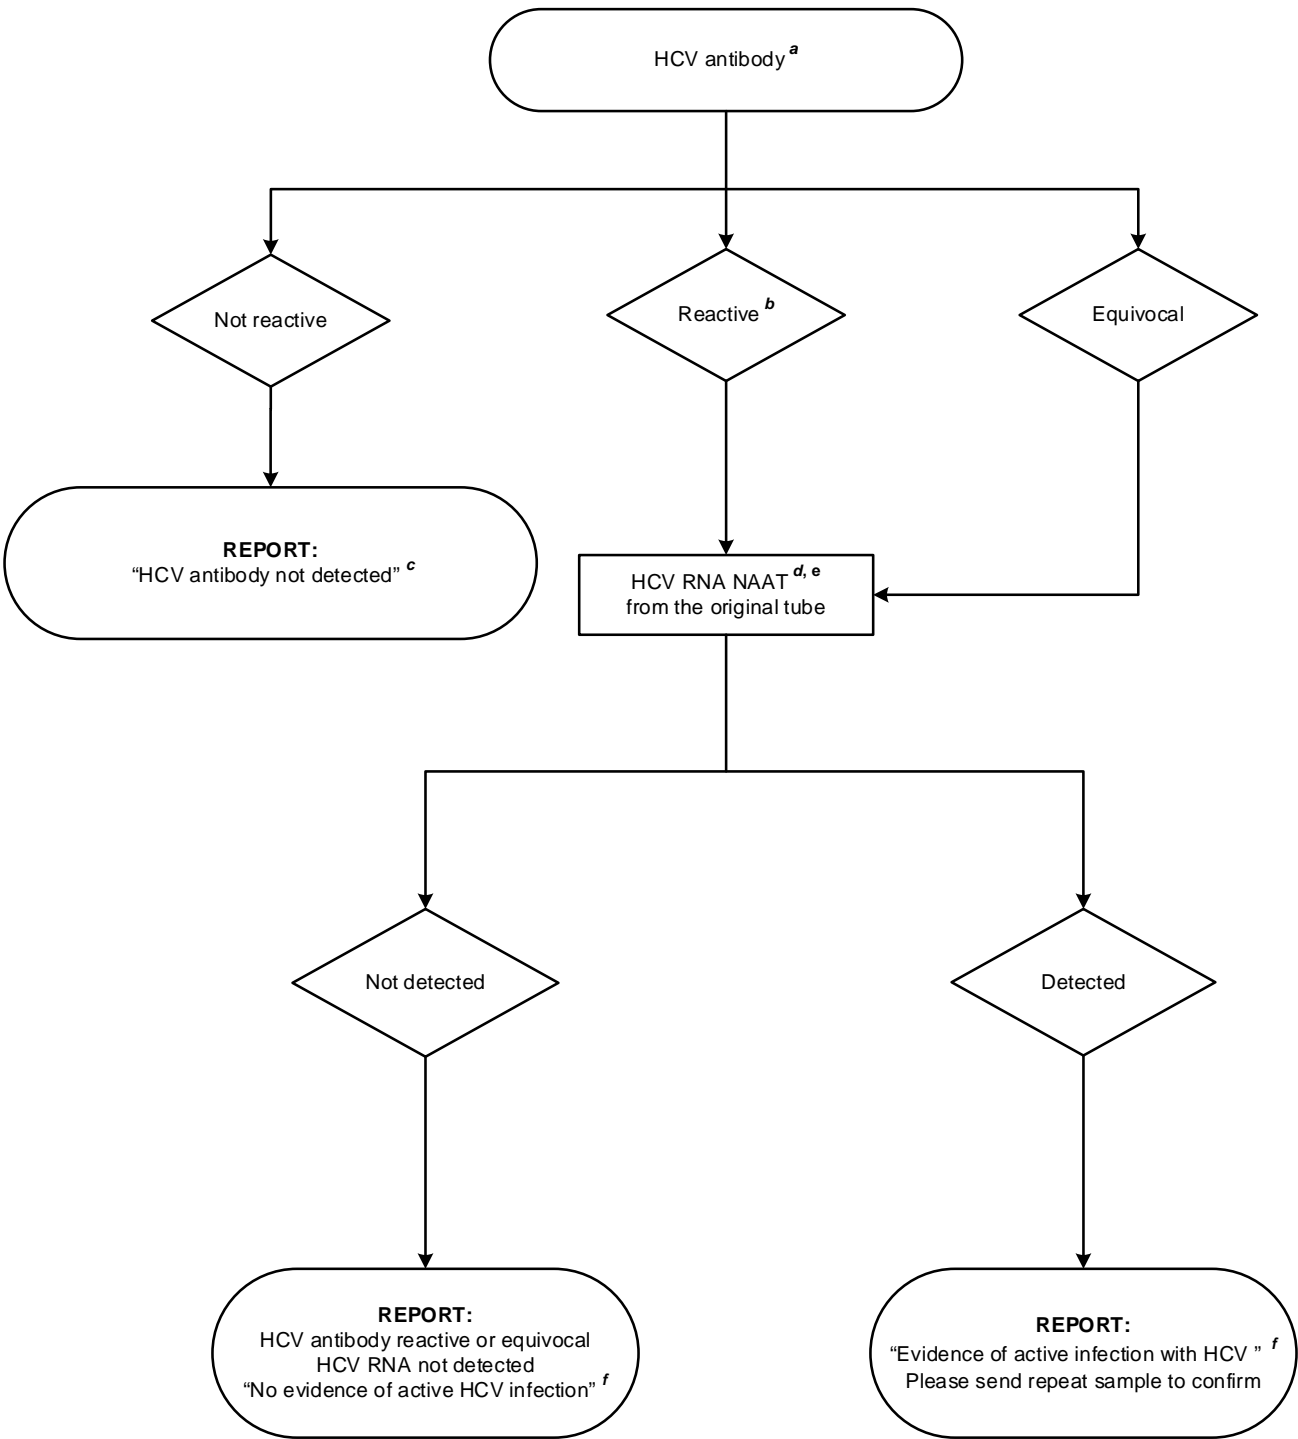 HCV antibody a
Not reactive
Reactive b
Equivocal
REPORT:
“HCV antibody not detected” c
HCV RNA NAAT d, e
from the original tube
Not detected
Detected
REPORT:
HCV antibody reactive or equivocal
HCV RNA not detected
“No evidence of active HCV infection” f
REPORT:
“Evidence of active infection with HCV ” f
Please send repeat sample to confirm